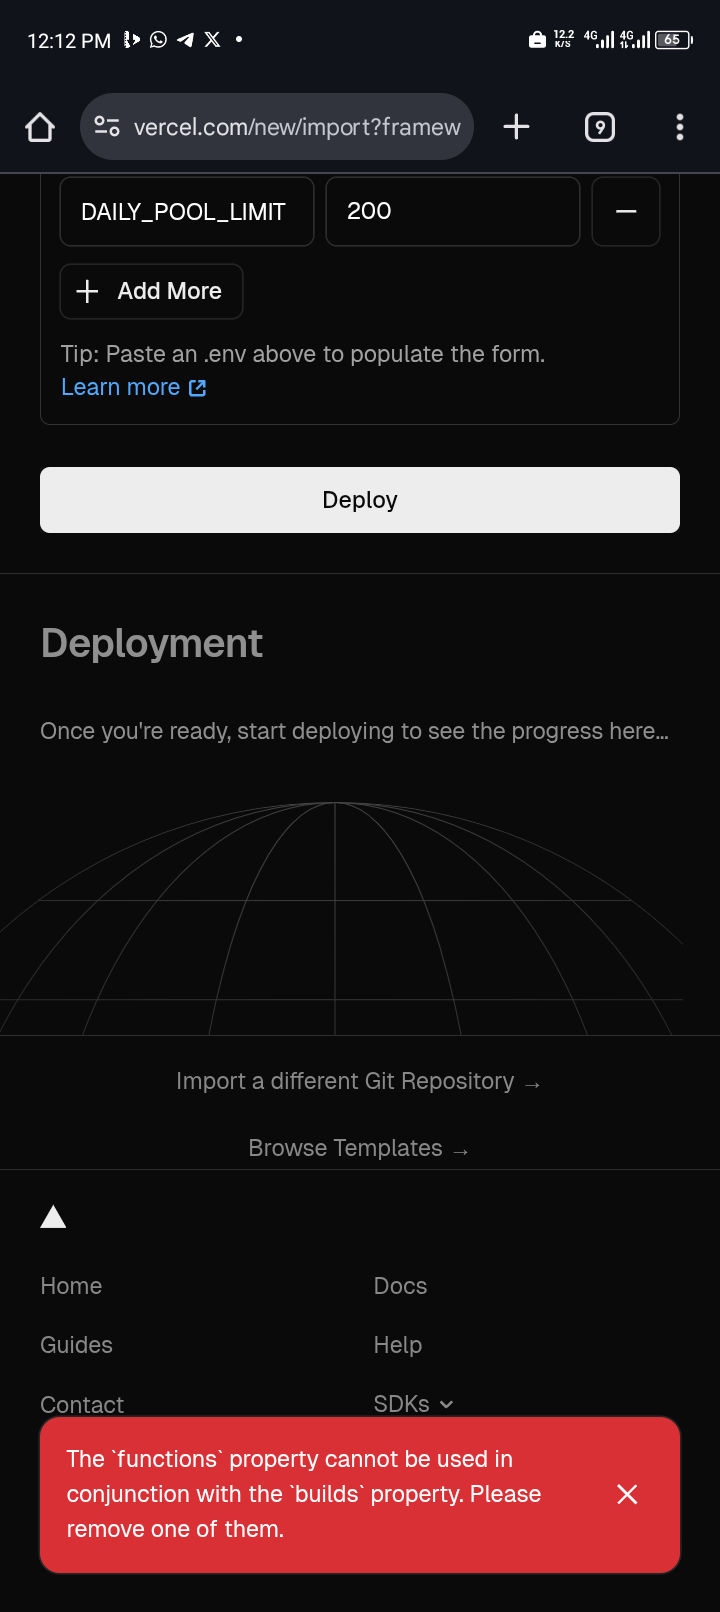 12:12 PM
12.2
K/S
4G
4G
65
vercel.com/new/import?framew
9
DAILY_POOL_LIMIT
200
Add More
Tip: Paste an .env above to populate the form.
Learn more
Deploy
Deployment
Once you're ready, start deploying to see the progress here...
Import a different Git Repository →
Browse Templates →
Home
Docs
Guides
Help
Contact
SDKs
The `functions` property cannot be used in
conjunction with the `builds` property. Please
remove one of them.